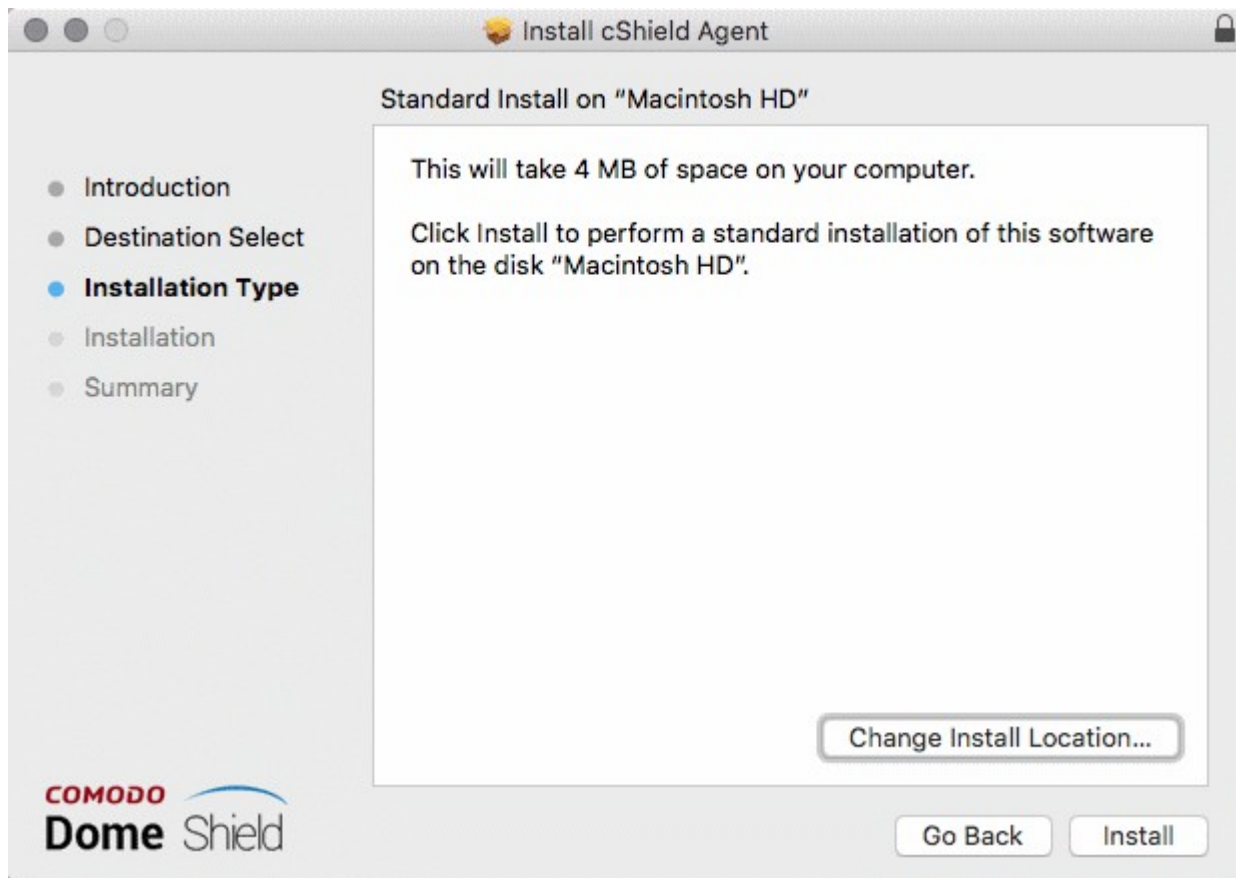 Install cShield Agent
Standard Install on “Macintosh HD”
Introduction
Destination Select
Installation Type
Installation
Summary
This will take 4 MB of space on your computer.
Click Install to perform a standard installation of this software
on the disk “Macintosh HD”.
Change Install Location...
COMODO
Dome Shield
Go Back
Install